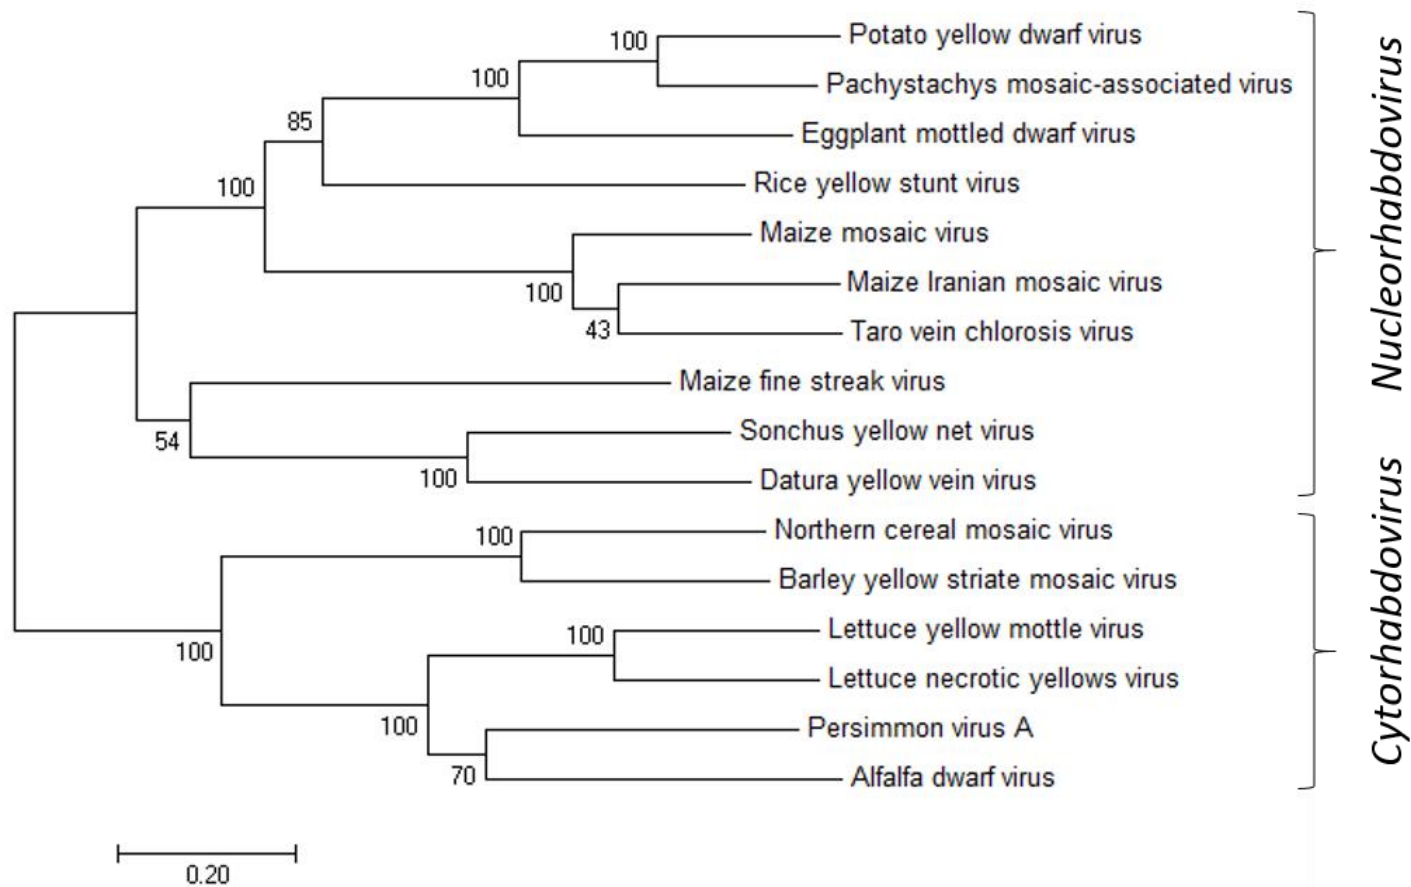 100
Potato yellow dwarf virus
100
Pachystachys mosaic-associated virus
85
Eggplant mottled dwarf virus
100
Rice yellow stunt virus
Maize mosaic virus
100
Maize Iranian mosaic virus
43
Taro vein chlorosis virus
Maize fine streak virus
54
Sonchus yellow net virus
100
Datura yellow vein virus
Nucleorhabdovirus
100
Northern cereal mosaic virus
Barley yellow striate mosaic virus
100
100
Lettuce yellow mottle virus
Lettuce necrotic yellows virus
100
Persimmon virus A
70
Alfalfa dwarf virus
Cytorhabdovirus
0.20